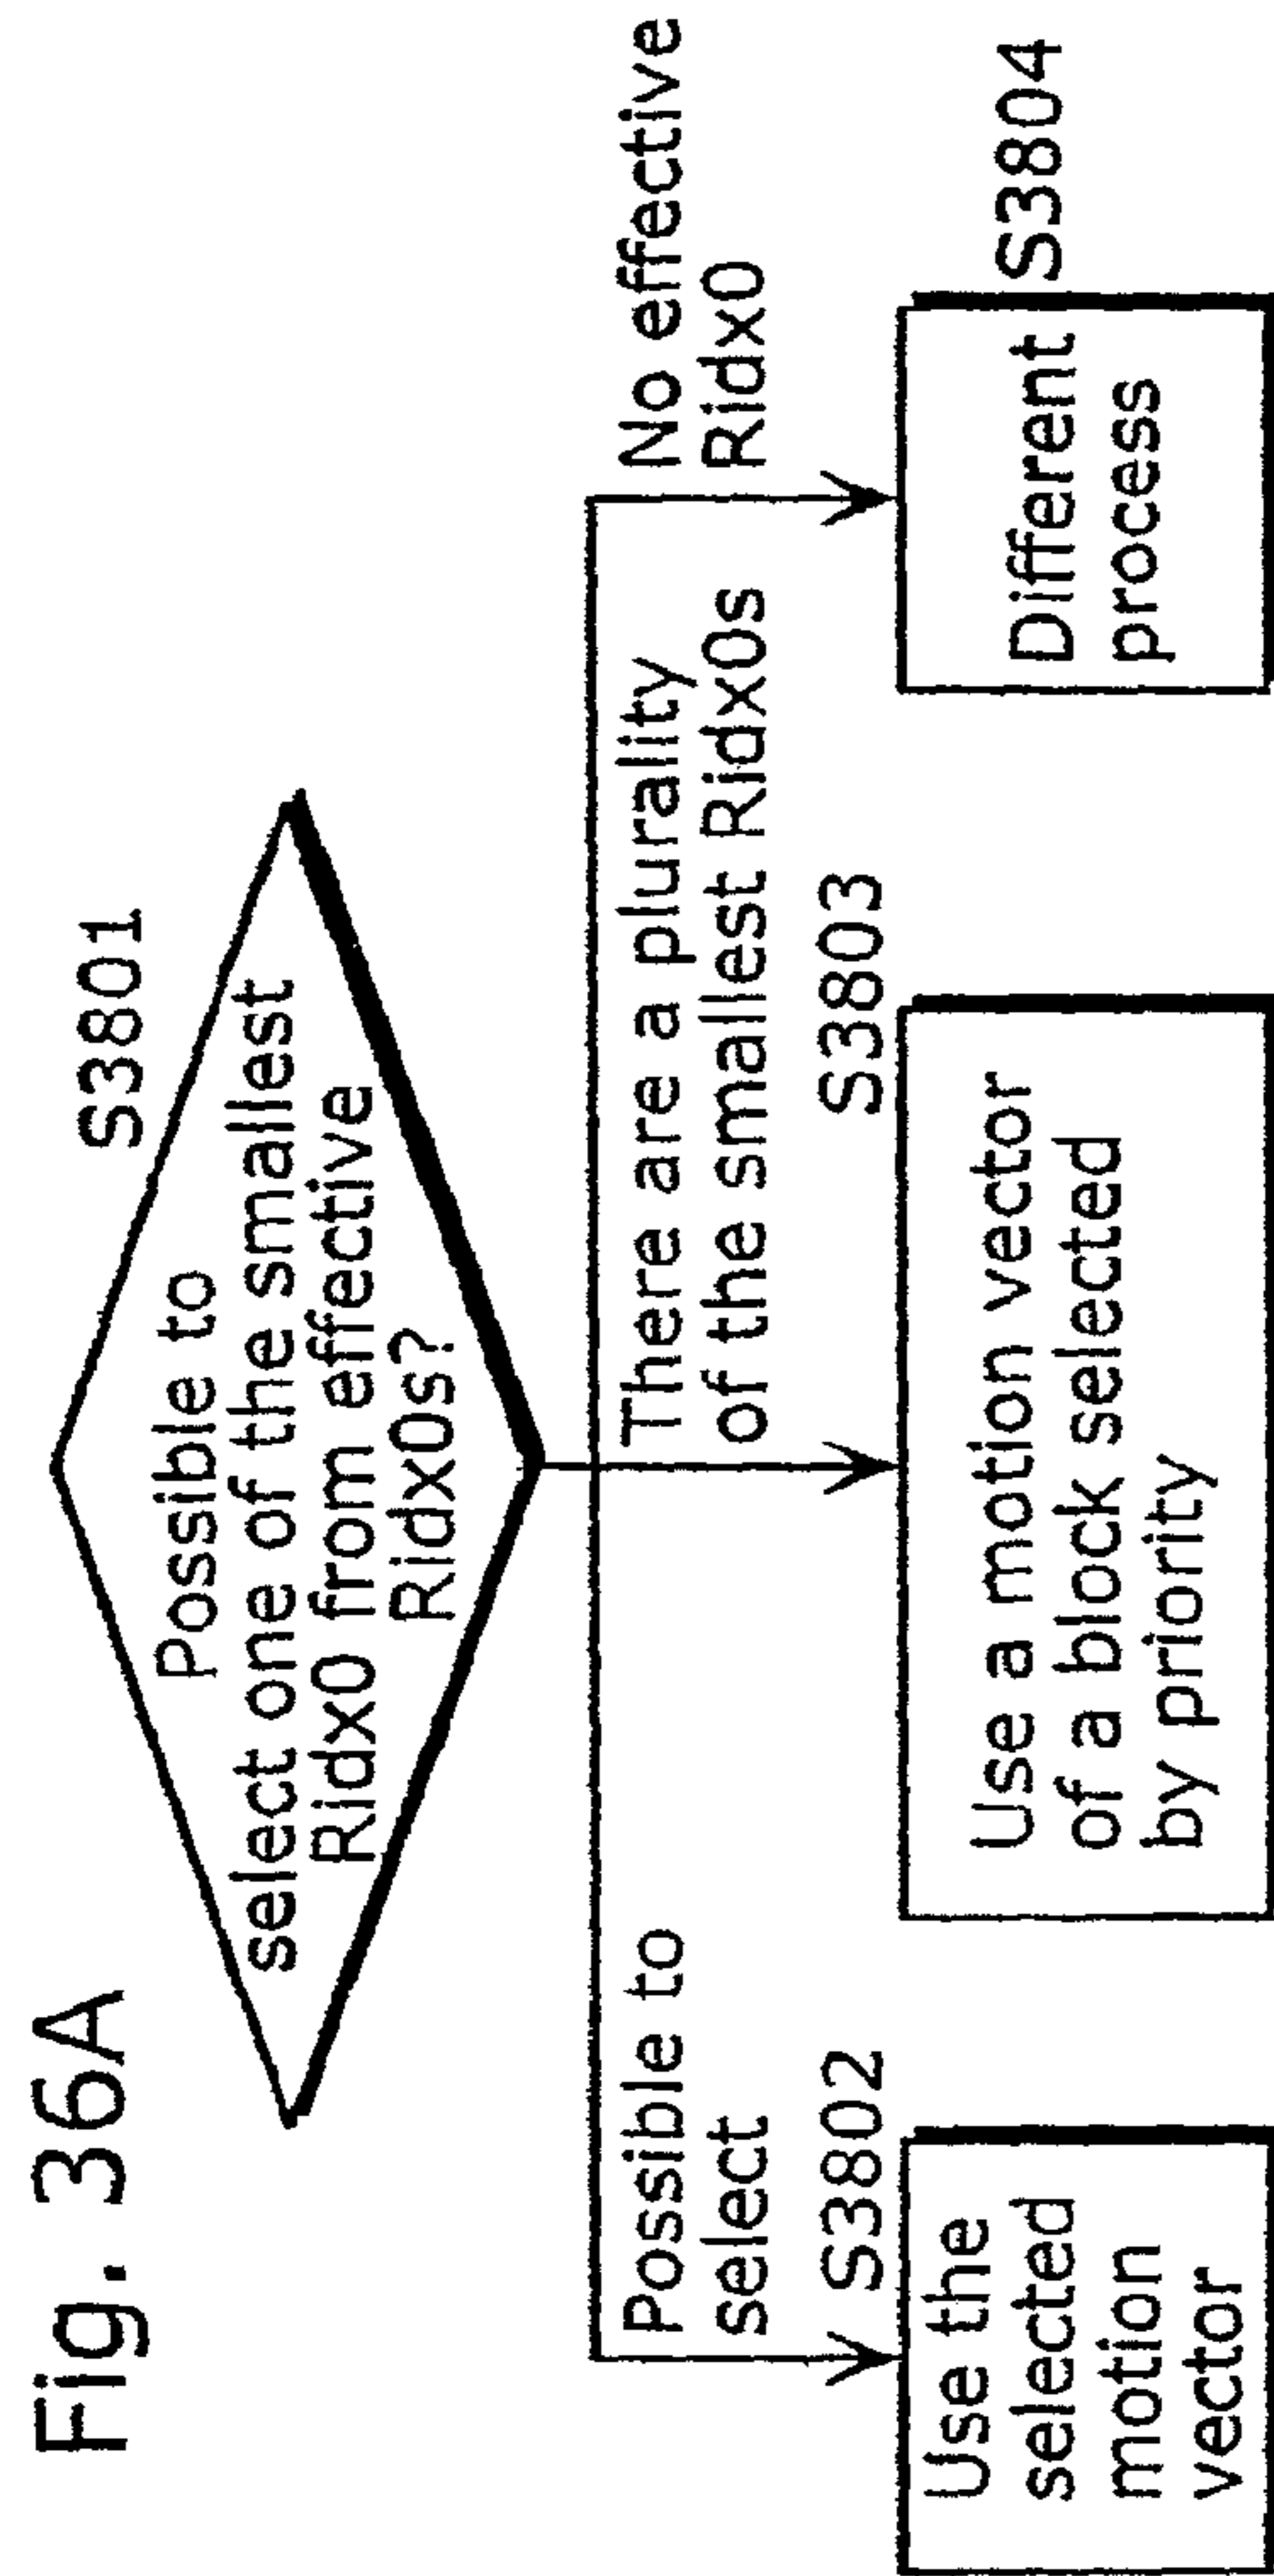 Fig. 36A
S3801
Possible to
select one of the smallest
Ridx0 from effective
Ridx0s?
Possible to
select
There are a plurality
of the smallest Ridx0s
No effective
Ridx0
S3802
Use the
selected
motion
vector
S3803
Use a motion vector
of a block selected
by priority
S3804
Different
process